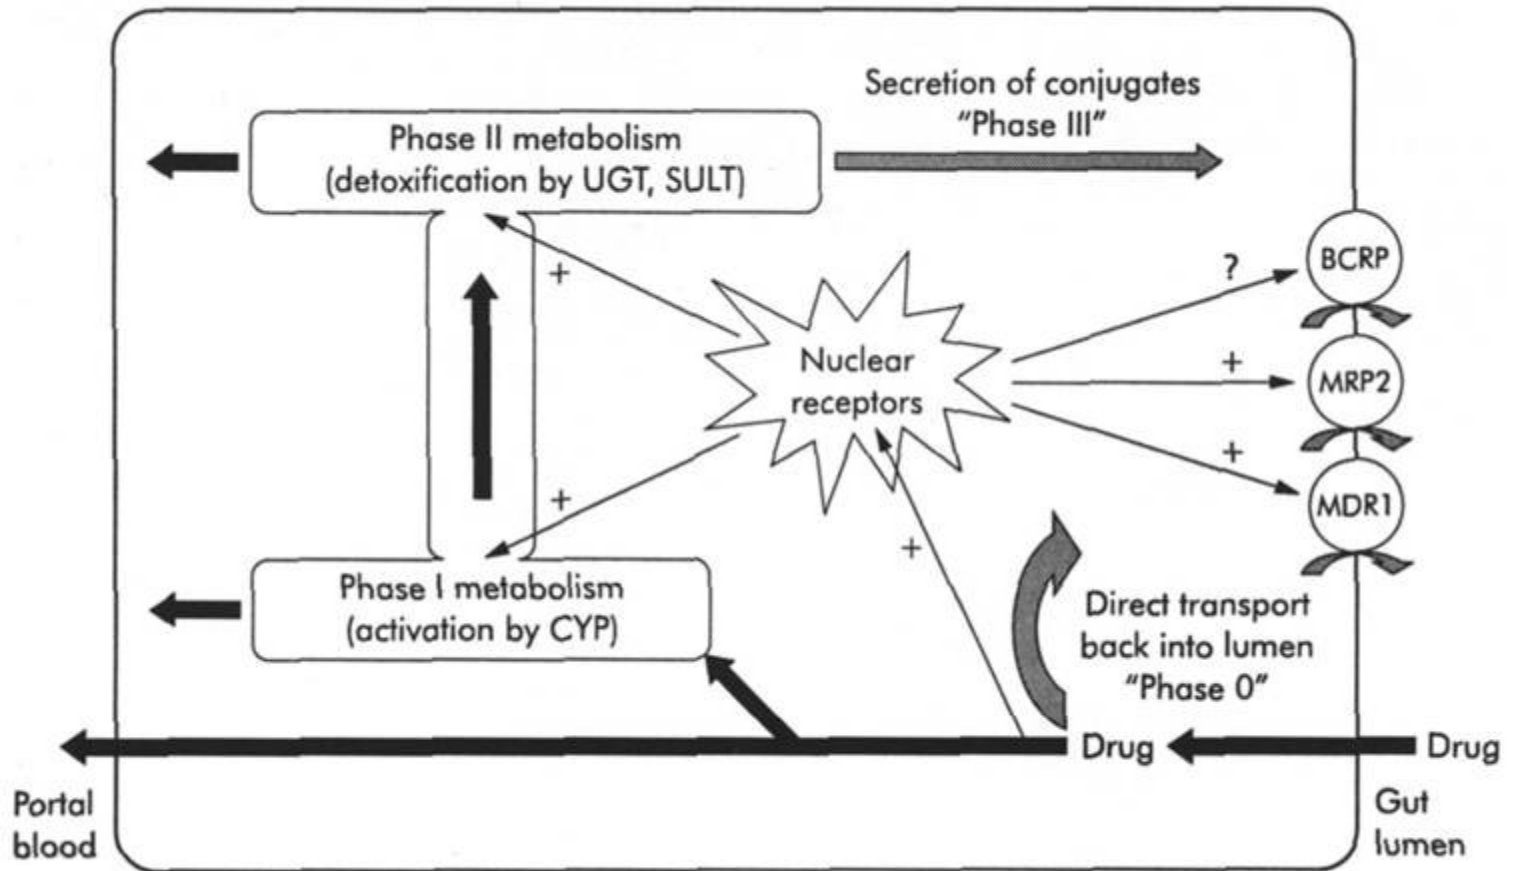 Secretion of conjugates
“Phase III”
Phase II metabolism
(detoxification by UGT, SULT)
+
?
BCRP
Nuclear
receptors
+
MRP2
+
MDR1
+
+
Phase I metabolism
(activation by CYP)
Direct transport
back into lumen
“Phase 0”
Drug
Drug
Portal
blood
Gut
lumen